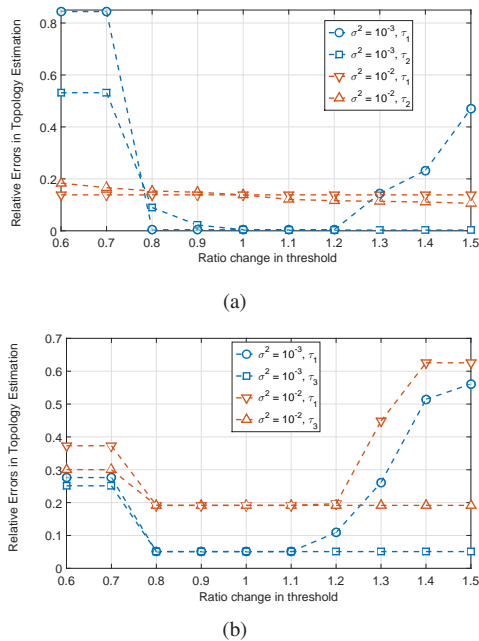 Relative Errors in Topology Estimation
0.8
0.6
0.4
0.2
0
σ² = 10⁻³, τ₁
σ² = 10⁻³, τ₂
σ² = 10⁻², τ₁
σ² = 10⁻², τ₂
0.6 0.7 0.8 0.9 1 1.1 1.2 1.3 1.4 1.5
Ratio change in threshold
(a)
Relative Errors in Topology Estimation
0.7
0.6
0.5
0.4
0.3
0.2
0.1
0
σ² = 10⁻³, τ₁
σ² = 10⁻³, τ₃
σ² = 10⁻², τ₁
σ² = 10⁻², τ₃
0.6 0.7 0.8 0.9 1 1.1 1.2 1.3 1.4 1.5
Ratio change in threshold
(b)